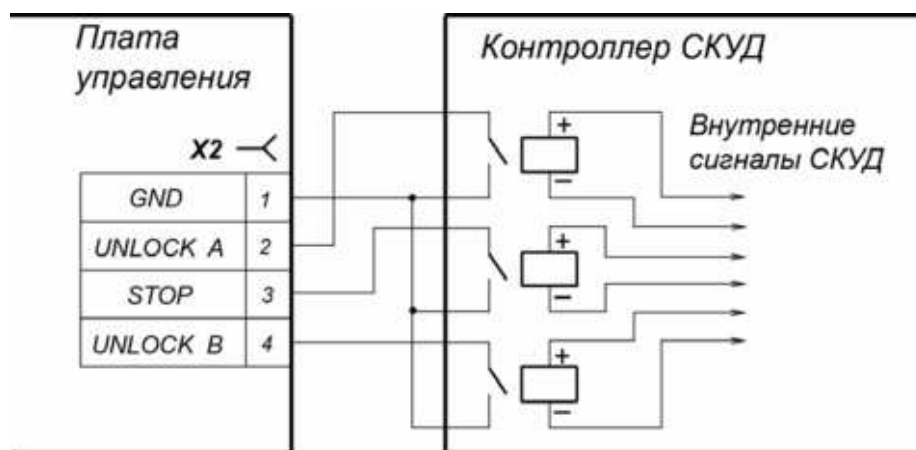 Плата
управления
Контроллер СКУД
Внутренние
сигналы СКУД
X2
GND 1
UNLOCK A 2
STOP 3
UNLOCK B 4
+
−
+
−
+
−